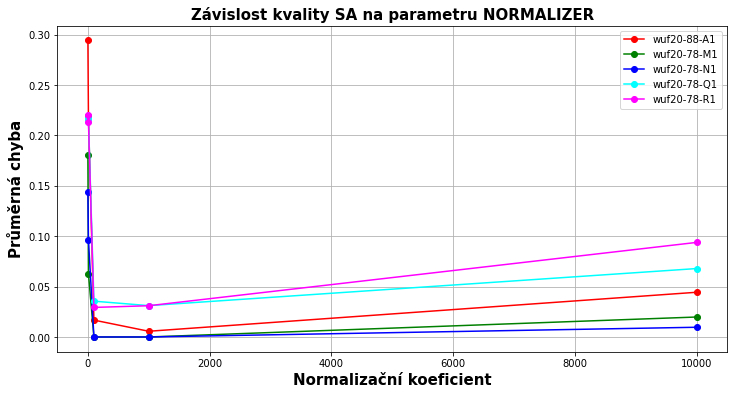 Závislost kvality SA na parametru NORMALIZER
0.30
0.25
0.20
0.15
0.10
0.05
0.00
Průměrná chyba
wuf20-88-A1
wuf20-78-M1
wuf20-78-N1
wuf20-78-Q1
wuf20-78-R1
0
2000
4000
6000
8000
10000
Normalizační koeficient